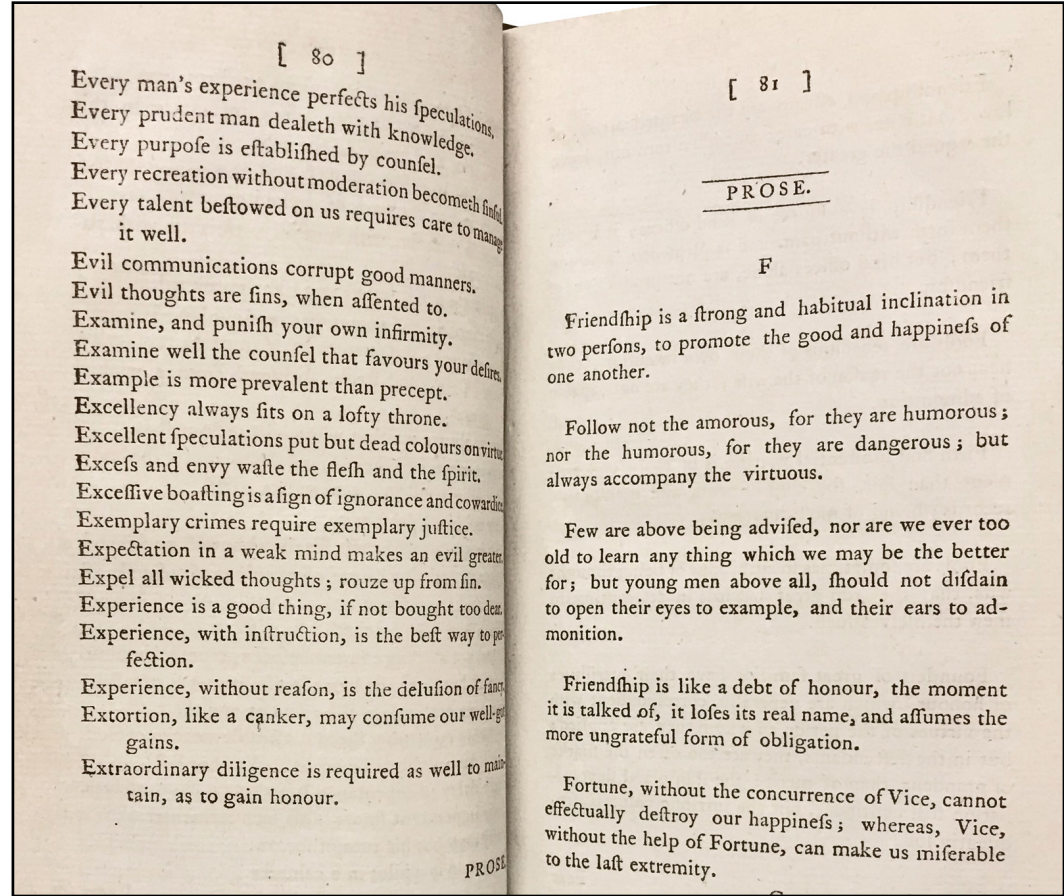 [ 80 ]
Every man's experience perfects his ſpeculations.
Every prudent man dealeth with knowledge.
Every purpoſe is eſtabliſhed by counſel.
Every recreation without moderation becometh ſinful.
Every talent beſtowed on us requires care to manage
it well.
Evil communications corrupt good manners.
Evil thoughts are ſins, when aſſented to.
Examine, and puniſh your own infirmity.
Examine well the counſel that favours your deſires.
Example is more prevalent than precept.
Excellency always ſits on a lofty throne.
Excellent ſpeculations put but dead colours on virtue
Exceſs and envy waſte the fleſh and the ſpirit.
Exceſſive boaſting is a ſign of ignorance and cowardice
Exemplary crimes require exemplary juſtice.
Expectation in a weak mind makes an evil greater.
Expel all wicked thoughts ; rouze up from ſin.
Experience is a good thing, if not bought too dear.
Experience, with inſtruction, is the beſt way to per-
fection.
Experience, without reaſon, is the deluſion of fancy.
Extortion, like a canker, may conſume our well-got
gains.
Extraordinary diligence is required as well to main-
tain, as to gain honour.
PROSE
[ 81 ]
PROSE.
F
Friendſhip is a ſtrong and habitual inclination in
two perſons, to promote the good and happineſs of
one another.
Follow not the amorous, for they are humorous ;
nor the humorous, for they are dangerous ; but
always accompany the virtuous.
Few are above being adviſed, nor are we ever too
old to learn any thing which we may be the better
for; but young men above all, ſhould not diſdain
to open their eyes to example, and their ears to ad-
monition.
Friendſhip is like a debt of honour, the moment
it is talked of, it loſes its real name, and aſſumes the
more ungrateful form of obligation.
Fortune, without the concurrence of Vice, cannot
effectually deſtroy our happineſs ; whereas, Vice,
without the help of Fortune, can make us miſerable
to the laſt extremity.